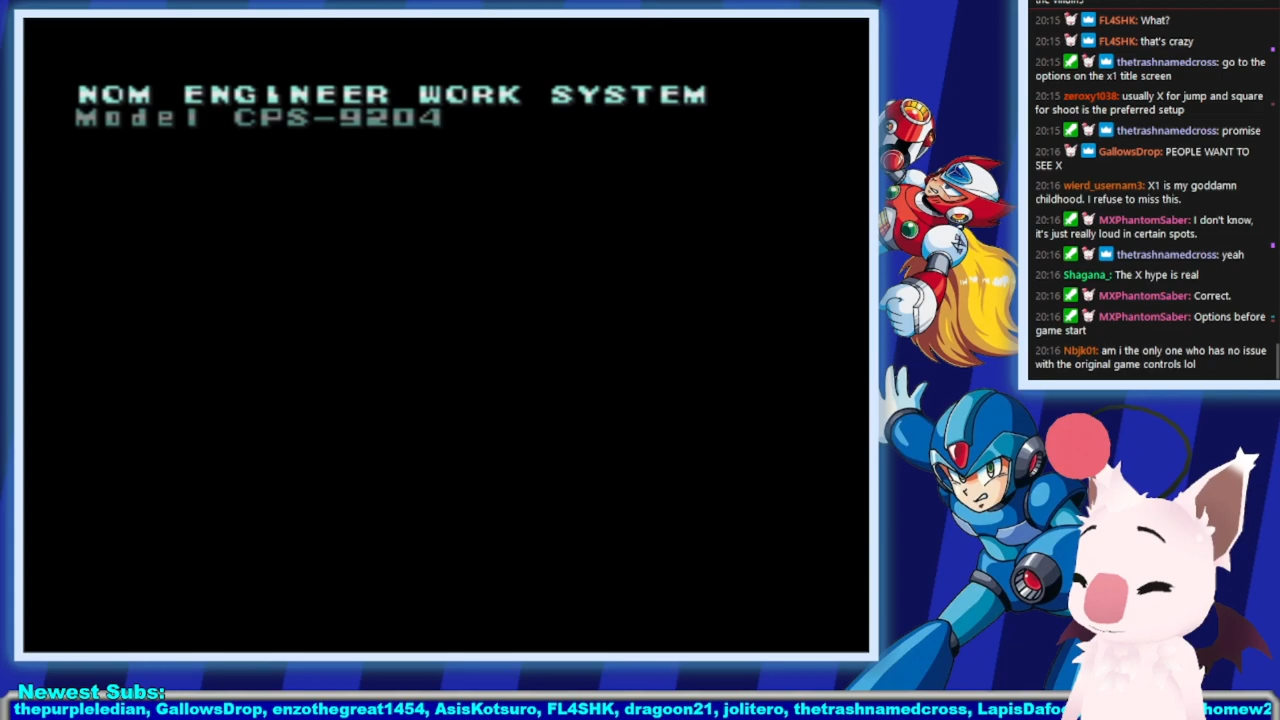 NOM ENGINEER WORK SYSTEM
Model CPS-9204
the villains
20:15 FL4SHK: What?
20:15 FL4SHK: that's crazy
20:15 thetrashnamedcross: go to the
options on the x1 title screen
20:15 zeroxy1038: usually X for jump and square
for shoot is the preferred setup
20:15 thetrashnamedcross: promise
20:16 GallowsDrop: PEOPLE WANT TO
SEE X
20:16 wierd_usernam3: X1 is my goddamn
childhood. I refuse to miss this.
20:16 MXPhantomSaber: I don't know,
it's just really loud in certain spots.
20:16 thetrashnamedcross: yeah
20:16 Shagana_: The X hype is real
20:16 MXPhantomSaber: Correct.
20:16 MXPhantomSaber: Options before
game start
20:16 Nbjk01: am i the only one who has no issue
with the original game controls lol
Newest Subs:
thepurpleledian, GallowsDrop, enzothegreat1454, AsisKotsuro, FL4SHK, dragoon21, jolitero, thetrashnamedcross, LapisDafo homew2